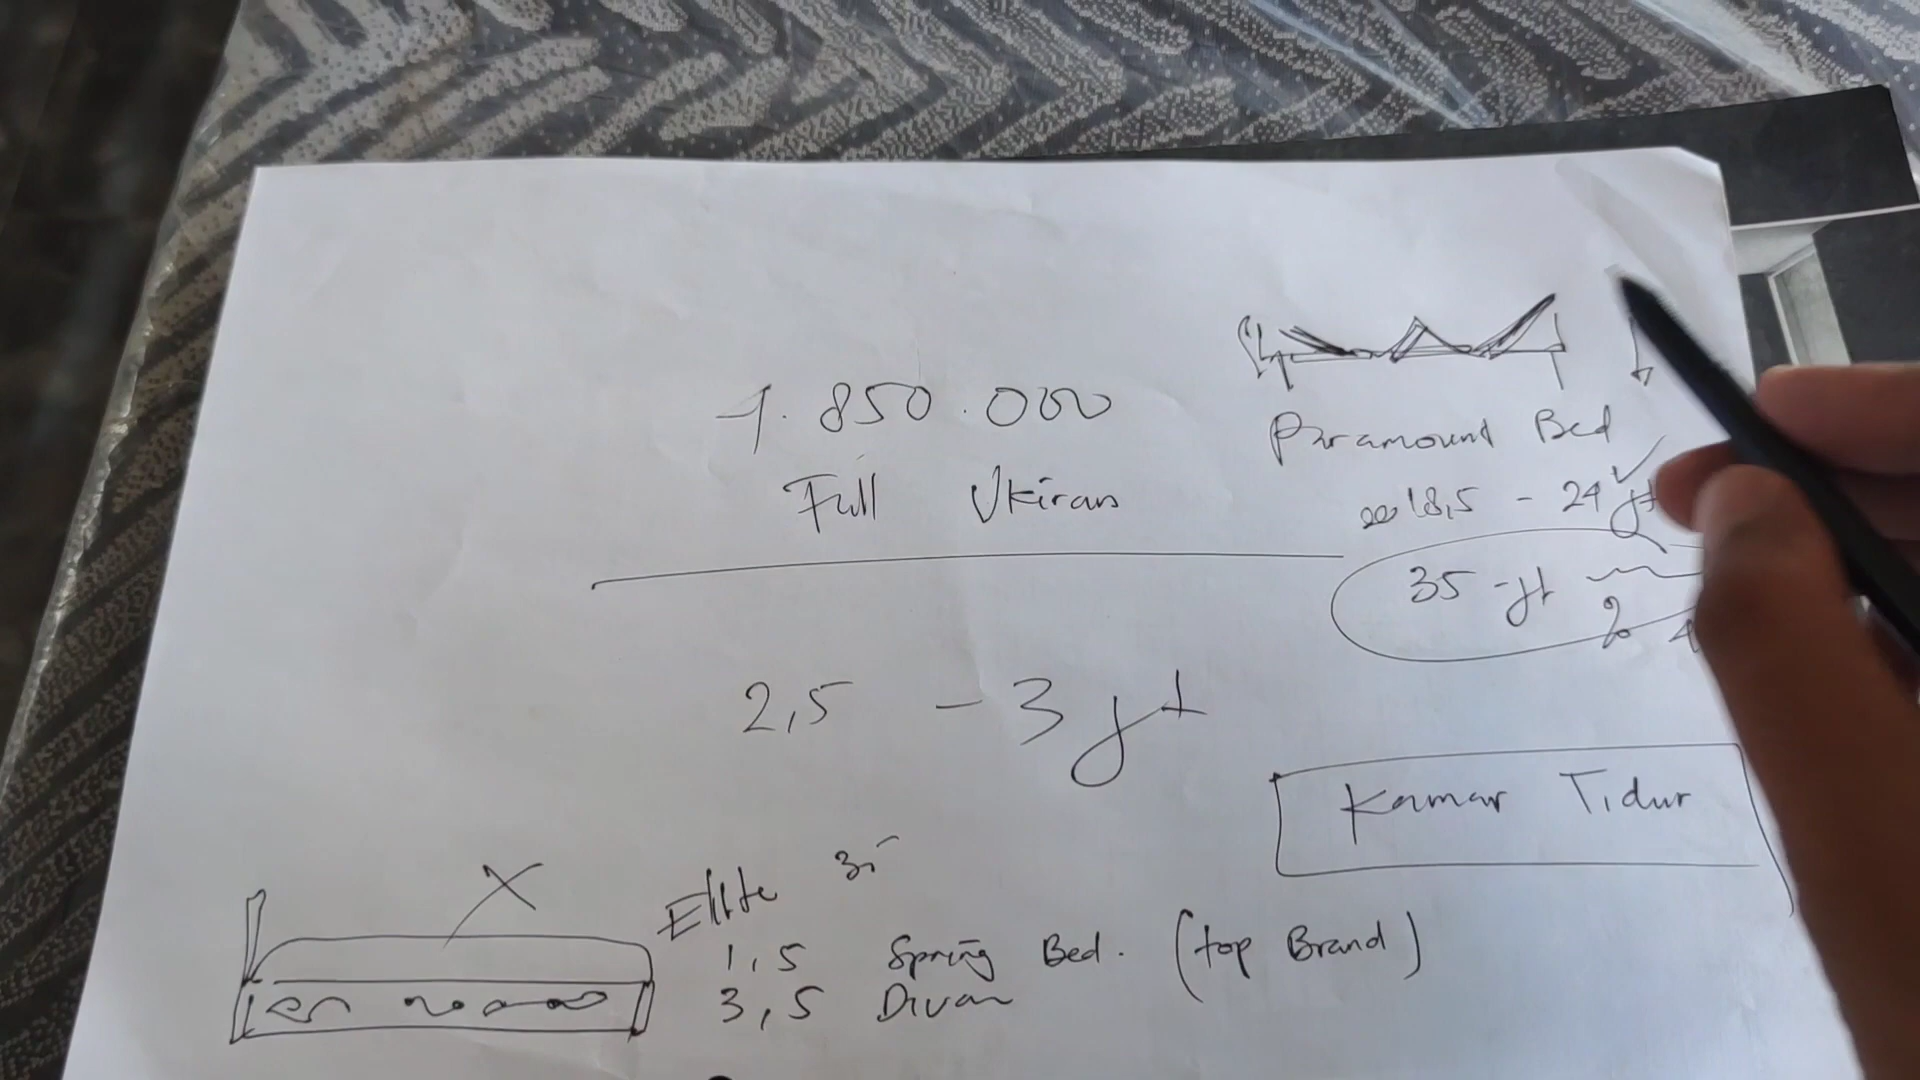 1.850.000
Full Ukiran
Paramount Bed
18,5 - 24 jt
35 jt
2,5 - 3 jt
Kamar Tidur
Elite
1,5 Spring Bed. (top Brand)
3,5 Divan